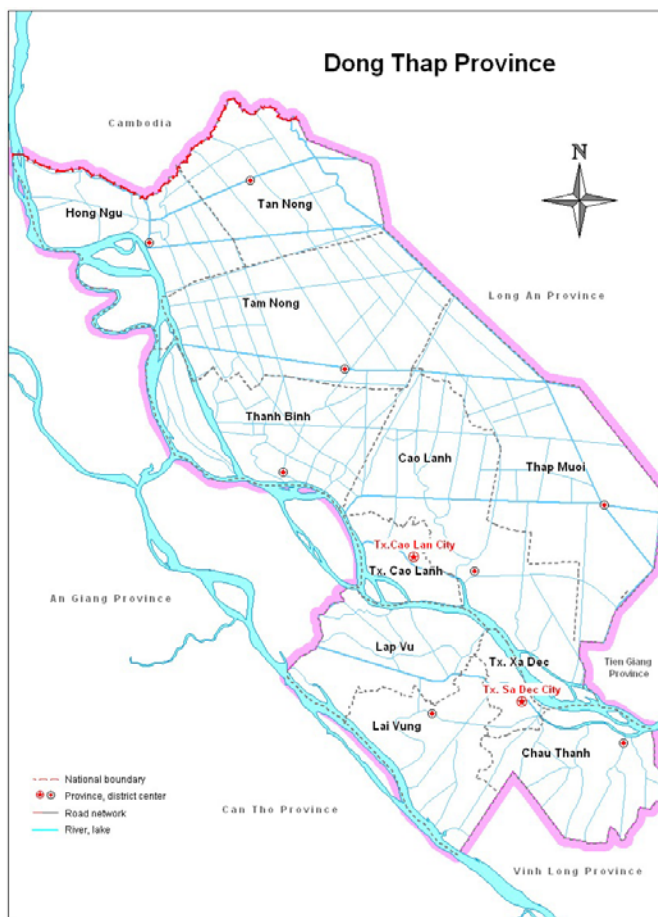 Dong Thap Province
Cambodia
N
Hong Ngu
Tan Nong
Long An Province
Tam Nong
Thanh Binh
Cao Lanh
Thap Muoi
Tx.Cao Lan City
Tx. Cao Lanh
An Giang Province
Lap Vu
Tx. Xa Dec
Tien Giang
Province
Tx. Sa Dec City
Lai Vung
Chau Thanh
National boundary
Province, district center
Road network
River, lake
Can Tho Province
Vinh Long Province